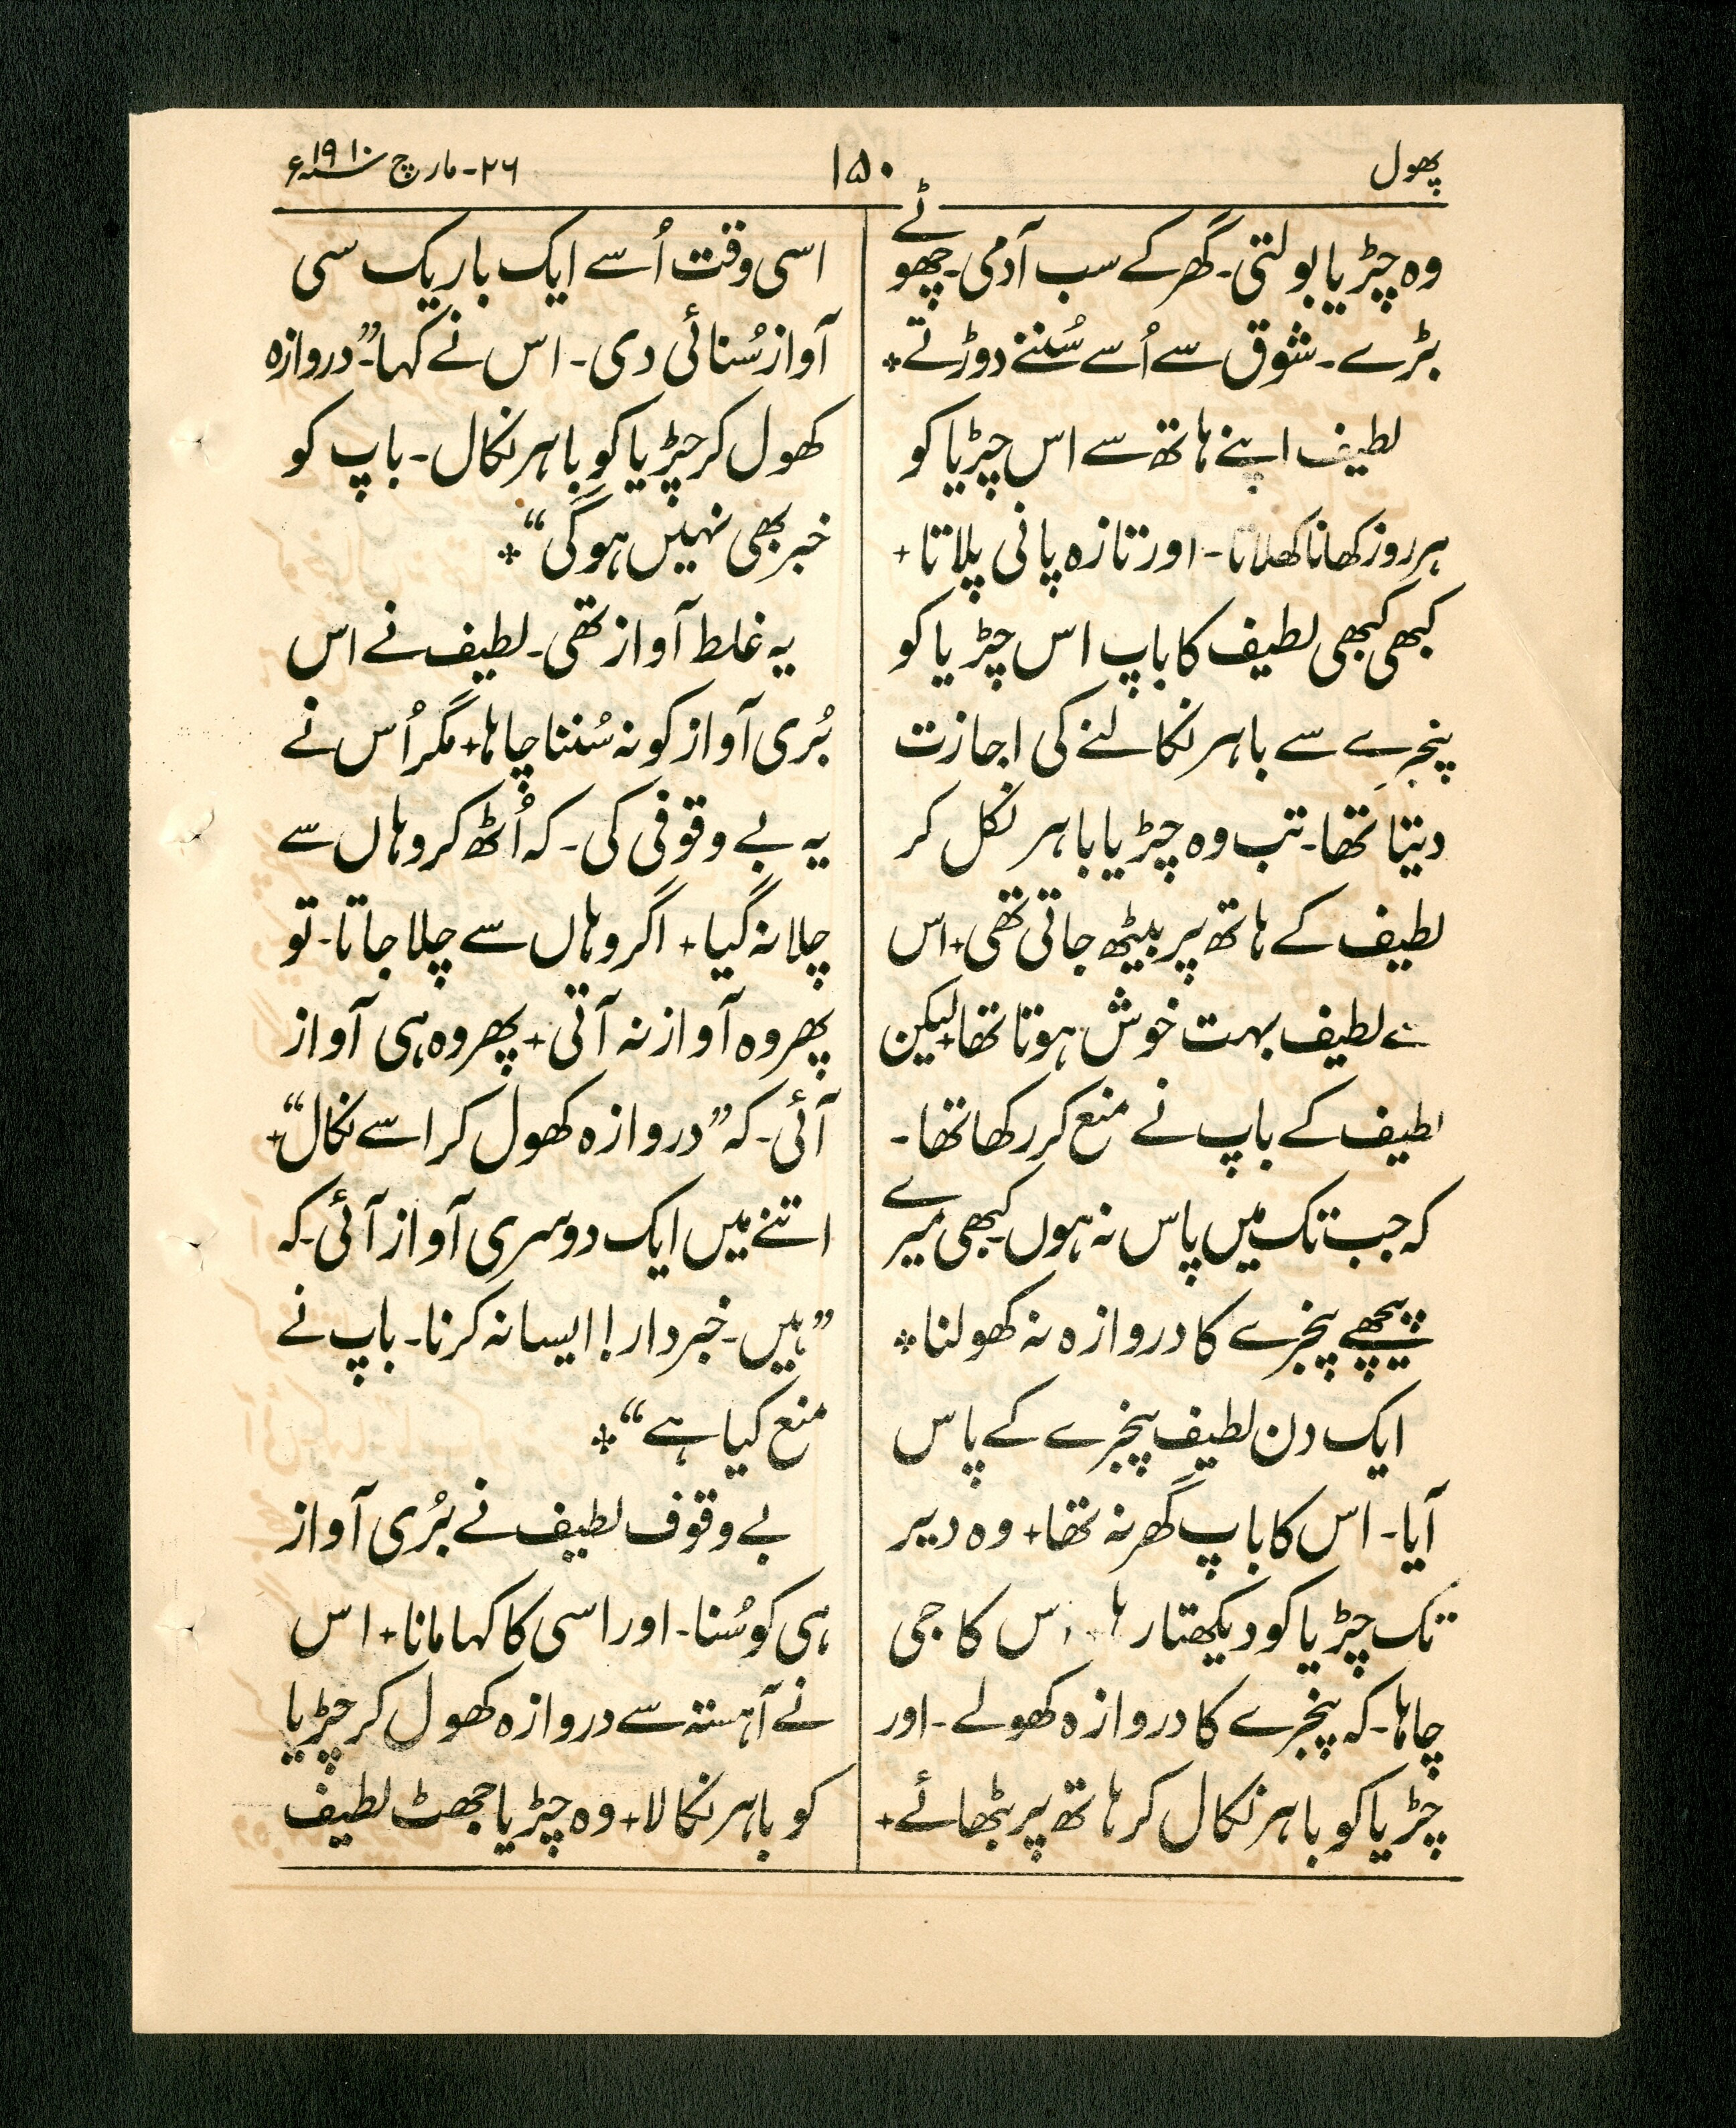 پھول
۱۵۰
۲۶-مارچ ۱۹۱۰ء
وہ چڑیا بولتی۔ گھر کے سب آدمی۔ چھوٹے
بڑے۔ شوق سے اُسے سُننے دوڑتے ⁘
لطیف اپنے ہاتھ سے اس چڑیا کو
ہر روز کھانا کھلاتا۔ اور تازہ پانی پلاتا +
کبھی کبھی لطیف کا باپ اس چڑیا کو
پنجرے سے باہر نکالنے کی اجازت
دیتا تھا۔ تب وہ چڑیا باہر نکل کر
لطیف کے ہاتھ پر بیٹھ جاتی تھی + اس
سے لطیف بہت خوش ہوتا تھا + لیکن
لطیف کے باپ نے منع کر رکھا تھا۔
کہ جب تک میں پاس نہ ہوں۔ کبھی میرے
پیچھے پنجرے کا دروازہ نہ کھولنا ⁘
ایک دن لطیف پنجرے کے پاس
آیا۔ اس کا باپ گھر نہ تھا + وہ دیر
تک چڑیا کو دیکھتا رہا۔ اس کا جی
چاہا۔ کہ پنجرے کا دروازہ کھولے۔ اور
چڑیا کو باہر نکال کر ہاتھ پر بٹھائے +
اسی وقت اُسے ایک باریک سی
آواز سُنائی دی۔ اس نے کہا۔ ”دروازہ
کھول کر چڑیا کو باہر نکال۔ باپ کو
خبر بھی نہیں ہوگی“ ⁘
یہ غلط آواز تھی۔ لطیف نے اس
بُری آواز کو نہ سُننا چاہا + مگر اُس نے
یہ بے وقوفی کی۔ کہ اُٹھ کر وہاں سے
چلا نہ گیا + اگر وہاں سے چلا جاتا۔ تو
پھر وہ آواز نہ آتی + پھر وہ ہی آواز
آئی۔ کہ ”دروازہ کھول کر اسے نکال“ +
اتنے میں ایک دوسری آواز آئی۔ کہ
”ہیں۔ خبردار! ایسا نہ کرنا۔ باپ نے
منع کیا ہے“ ⁘
بے وقوف لطیف نے بُری آواز
ہی کو سُنا۔ اور اسی کا کہا مانا + اس
نے آہستہ سے دروازہ کھول کر چڑیا
کو باہر نکالا + وہ چڑیا جھٹ لطیف